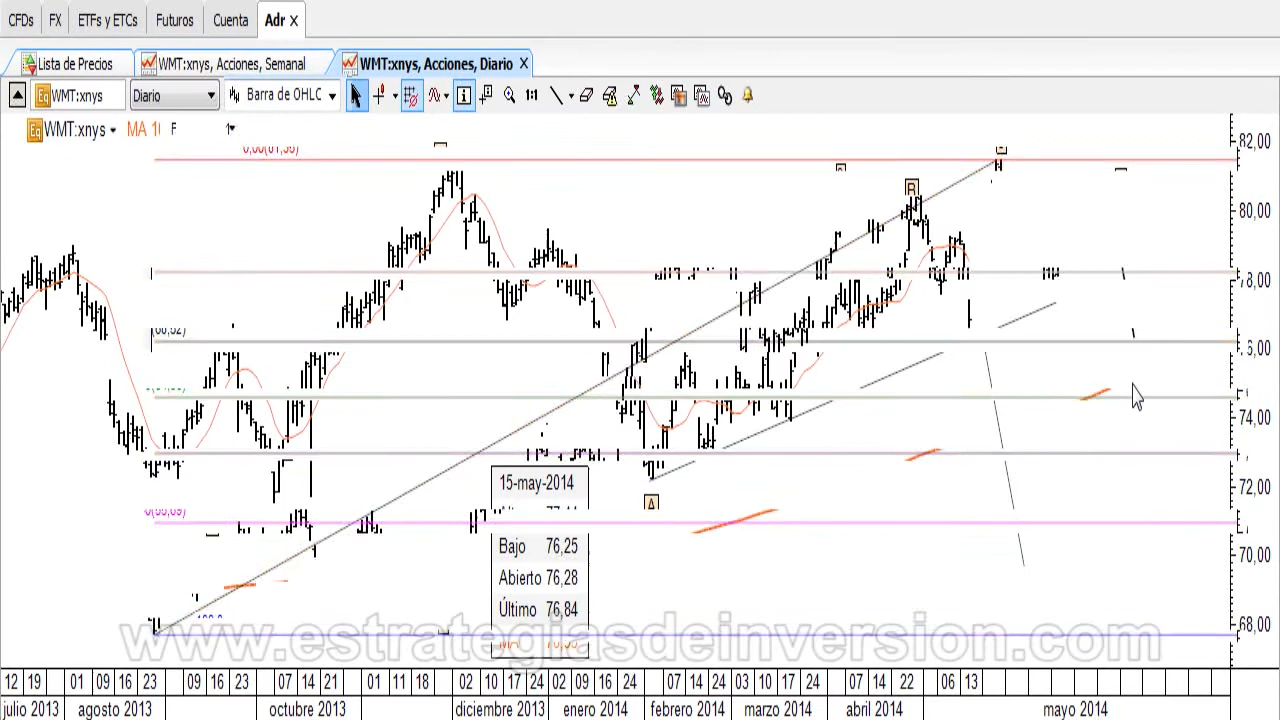 CFDs FX ETFs y ETCs Futuros Cuenta Adr
Lista de Precios WMT:xnys, Acciones, Semanal WMT:xnys, Acciones, Diario
Eq WMT:xnys Diario Barra de OHLC 1:1
Eq WMT:xnys MA
82,00
80,00
B
78,00
74,00
15-may-2014
72,00
A
Bajo 76,25
70,00
Abierto 76,28
Último 76,84
68,00
www.estrategiasdeinversion.com
12 19 01 09 16 23 09 16 23 07 14 21 01 11 18 02 10 17 24 02 09 16 24 07 14 24 03 10 17 24 07 14 22 06 13
julio 2013 agosto 2013 octubre 2013 diciembre 2013 enero 2014 febrero 2014 marzo 2014 abril 2014 mayo 2014